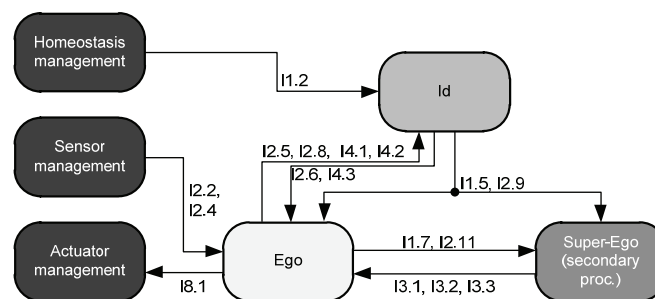 Homeostasis
management
I1.2
Id
Sensor
management
I2.5, I2.8, I4.1, I4.2
I2.6, I4.3
I2.2,
I2.4
I1.5, I2.9
Actuator
management
I8.1
Ego
I1.7, I2.11
I3.1, I3.2, I3.3
Super-Ego
(secondary
proc.)